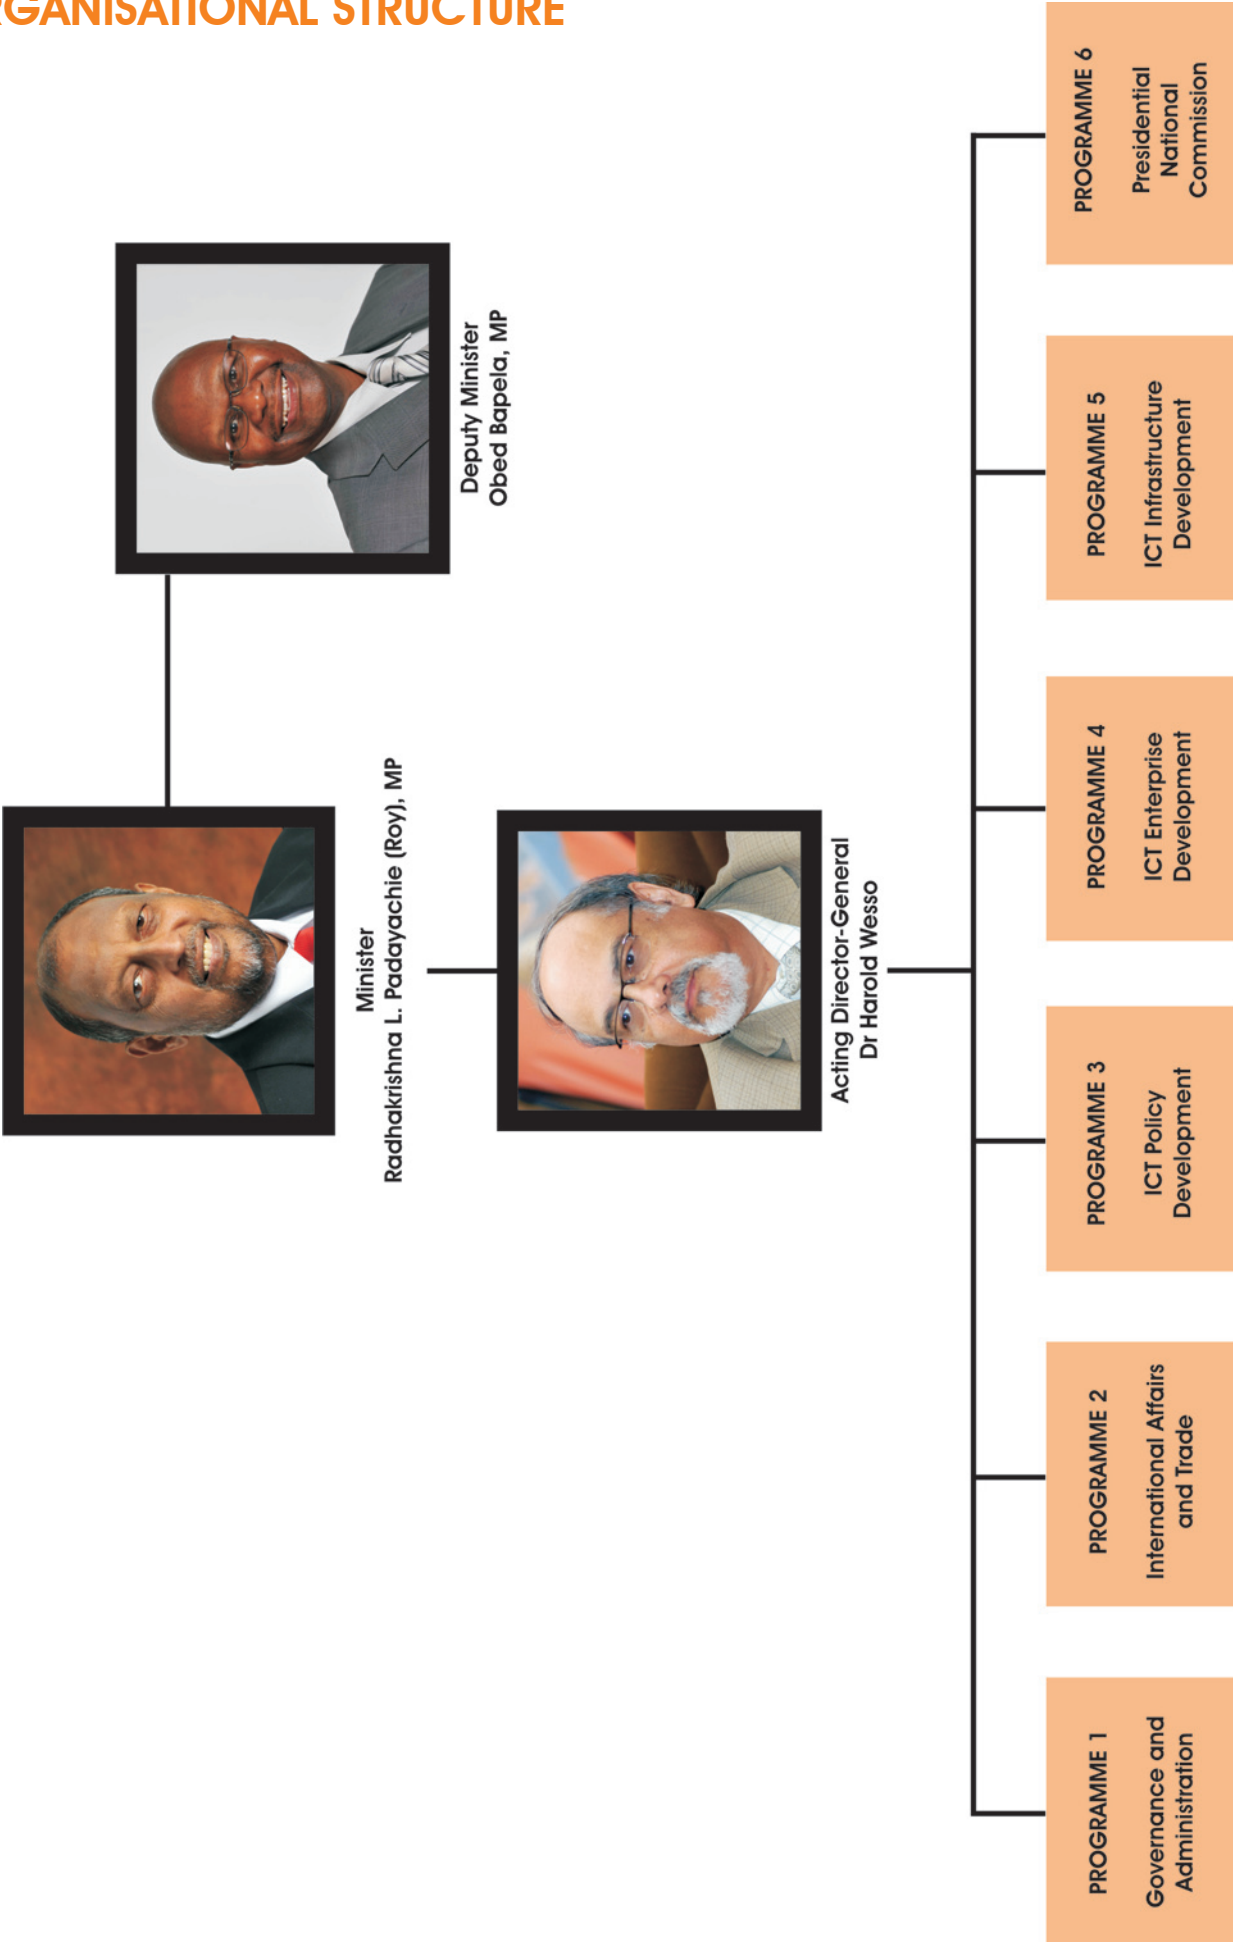 RGANISATIONAL STRUCTURE
Minister
Radhakrishna L. Padayachie (Roy), MP
Deputy Minister
Obed Bapela, MP
Acting Director-General
Dr Harold Wesso
PROGRAMME 1
Governance and
Administration
PROGRAMME 2
International Affairs
and Trade
PROGRAMME 3
ICT Policy
Development
PROGRAMME 4
ICT Enterprise
Development
PROGRAMME 5
ICT Infrastructure
Development
PROGRAMME 6
Presidential
National
Commission